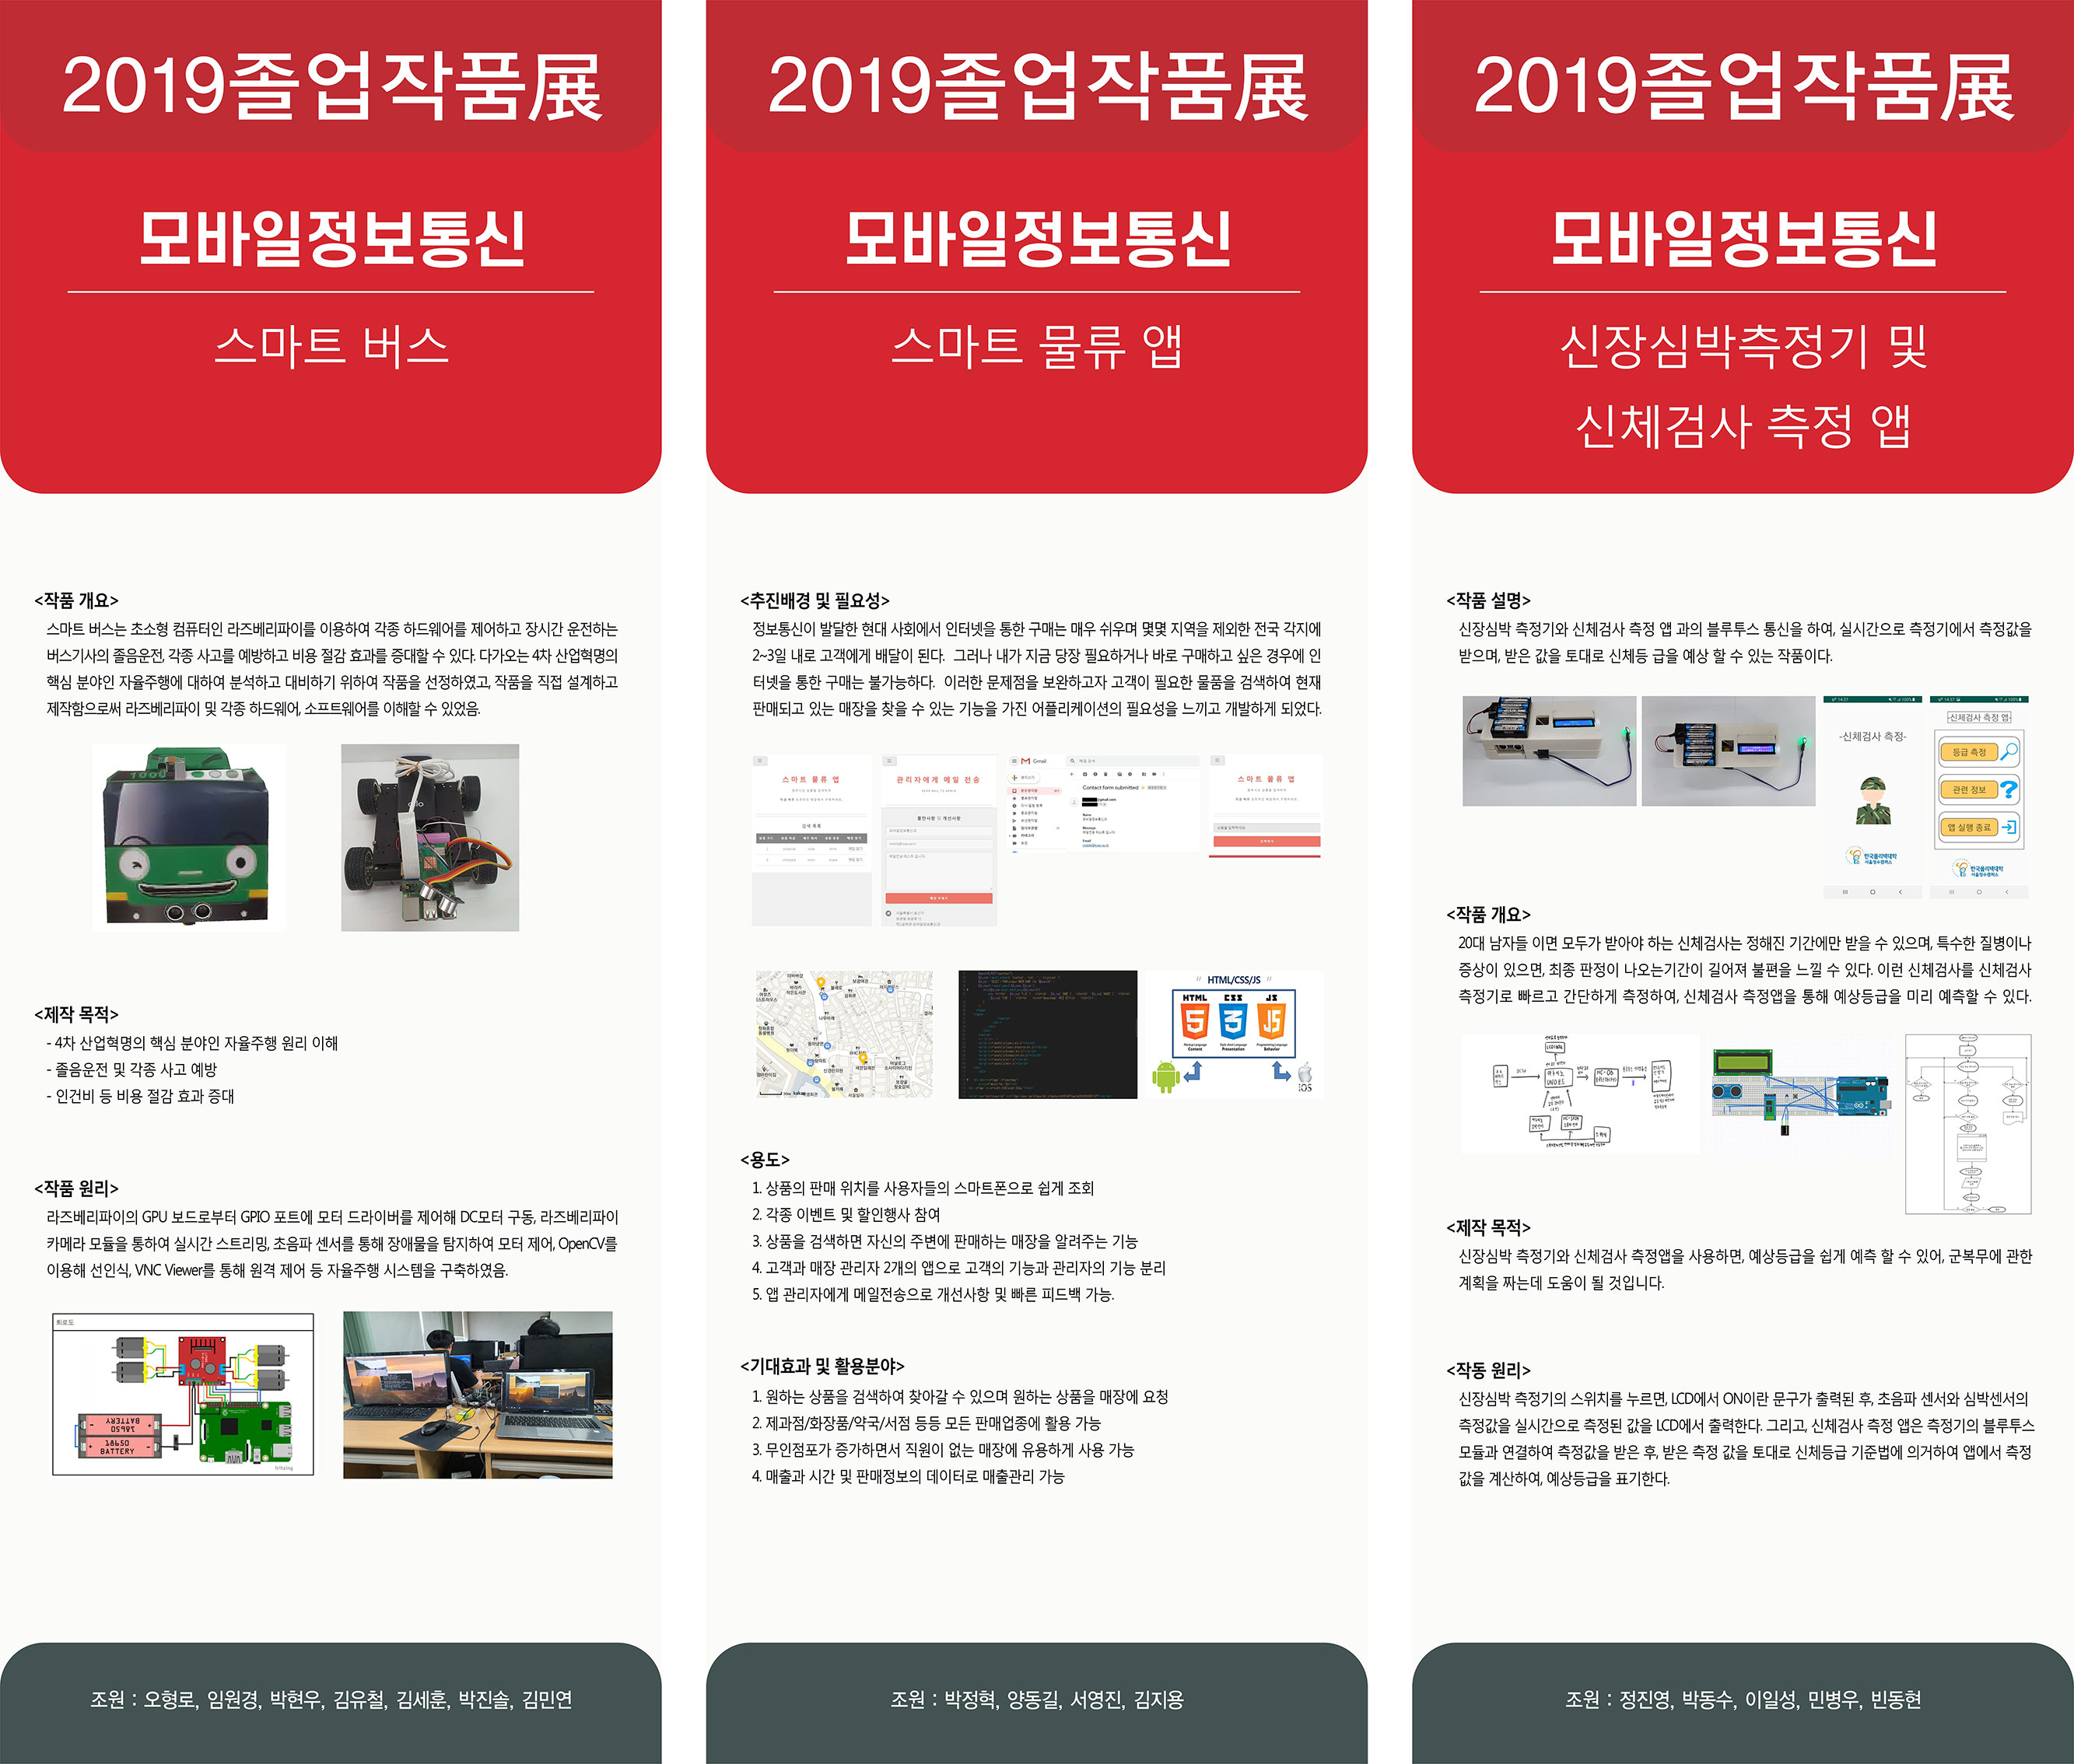 2019졸업작품展
모바일정보통신
스마트 버스
<작품 개요>
스마트 버스는 초소형 컴퓨터인 라즈베리파이를 이용하여 각종 하드웨어를 제어하고 장시간 운전하는
버스기사의 졸음운전, 각종 사고를 예방하고 비용 절감 효과를 증대할 수 있다. 다가오는 4차 산업혁명의
핵심 분야인 자율주행에 대하여 분석하고 대비하기 위하여 작품을 선정하였고, 작품을 직접 설계하고
제작함으로써 라즈베리파이 및 각종 하드웨어, 소프트웨어를 이해할 수 있었음.
<제작 목적>
- 4차 산업혁명의 핵심 분야인 자율주행 원리 이해
- 졸음운전 및 각종 사고 예방
- 인건비 등 비용 절감 효과 증대
<작품 원리>
라즈베리파이의 GPU 보드로부터 GPIO 포트에 모터 드라이버를 제어해 DC모터 구동, 라즈베리파이
카메라 모듈을 통하여 실시간 스트리밍, 초음파 센서를 통해 장애물을 탐지하여 모터 제어, OpenCV를
이용해 선인식, VNC Viewer를 통해 원격 제어 등 자율주행 시스템을 구축하였음.
회로도
18650
BATTERY
18650
BATTERY
fritzing
조원 : 오형로, 임원경, 박현우, 김유철, 김세훈, 박진솔, 김민연
2019졸업작품展
모바일정보통신
스마트 물류 앱
<추진배경 및 필요성>
정보통신이 발달한 현대 사회에서 인터넷을 통한 구매는 매우 쉬우며 몇몇 지역을 제외한 전국 각지에
2~3일 내로 고객에게 배달이 된다. 그러나 내가 지금 당장 필요하거나 바로 구매하고 싶은 경우에 인
터넷을 통한 구매는 불가능하다. 이러한 문제점을 보완하고자 고객이 필요한 물품을 검색하여 현재
판매되고 있는 매장을 찾을 수 있는 기능을 가진 어플리케이션의 필요성을 느끼고 개발하게 되었다.
스마트 물류 앱
검색 목록
관리자에게 메일 전송
불만사항 및 개선사항
Gmail
Contact form submitted
Name
Message
Email
스마트 물류 앱
HTML/CSS/JS
HTML CSS JS
Content Presentation Behavior
iOS
<용도>
1. 상품의 판매 위치를 사용자들의 스마트폰으로 쉽게 조회
2. 각종 이벤트 및 할인행사 참여
3. 상품을 검색하면 자신의 주변에 판매하는 매장을 알려주는 기능
4. 고객과 매장 관리자 2개의 앱으로 고객의 기능과 관리자의 기능 분리
5. 앱 관리자에게 메일전송으로 개선사항 및 빠른 피드백 가능.
<기대효과 및 활용분야>
1. 원하는 상품을 검색하여 찾아갈 수 있으며 원하는 상품을 매장에 요청
2. 제과점/화장품/약국/서점 등등 모든 판매업종에 활용 가능
3. 무인점포가 증가하면서 직원이 없는 매장에 유용하게 사용 가능
4. 매출과 시간 및 판매정보의 데이터로 매출관리 가능
조원 : 박정혁, 양동길, 서영진, 김지용
2019졸업작품展
모바일정보통신
신장심박측정기 및
신체검사 측정 앱
<작품 설명>
신장심박 측정기와 신체검사 측정 앱 과의 블루투스 통신을 하여, 실시간으로 측정기에서 측정값을
받으며, 받은 값을 토대로 신체등 급을 예상 할 수 있는 작품이다.
-신체검사 측정-
한국폴리텍대학
서울정수캠퍼스
-신체검사 측정 앱-
등급 측정
관련 정보
앱 실행 종료
한국폴리텍대학
서울정수캠퍼스
<작품 개요>
20대 남자들 이면 모두가 받아야 하는 신체검사는 정해진 기간에만 받을 수 있으며, 특수한 질병이나
증상이 있으면, 최종 판정이 나오는기간이 길어져 불편을 느낄 수 있다. 이런 신체검사를 신체검사
측정기로 빠르고 간단하게 측정하여, 신체검사 측정앱을 통해 예상등급을 미리 예측할 수 있다.
<제작 목적>
신장심박 측정기와 신체검사 측정앱을 사용하면, 예상등급을 쉽게 예측 할 수 있어, 군복무에 관한
계획을 짜는데 도움이 될 것입니다.
<작동 원리>
신장심박 측정기의 스위치를 누르면, LCD에서 ON이란 문구가 출력된 후, 초음파 센서와 심박센서의
측정값을 실시간으로 측정된 값을 LCD에서 출력한다. 그리고, 신체검사 측정 앱은 측정기의 블루투스
모듈과 연결하여 측정값을 받은 후, 받은 측정 값을 토대로 신체등급 기준법에 의거하여 앱에서 측정
값을 계산하여, 예상등급을 표기한다.
조원 : 정진영, 박동수, 이일성, 민병우, 빈동현